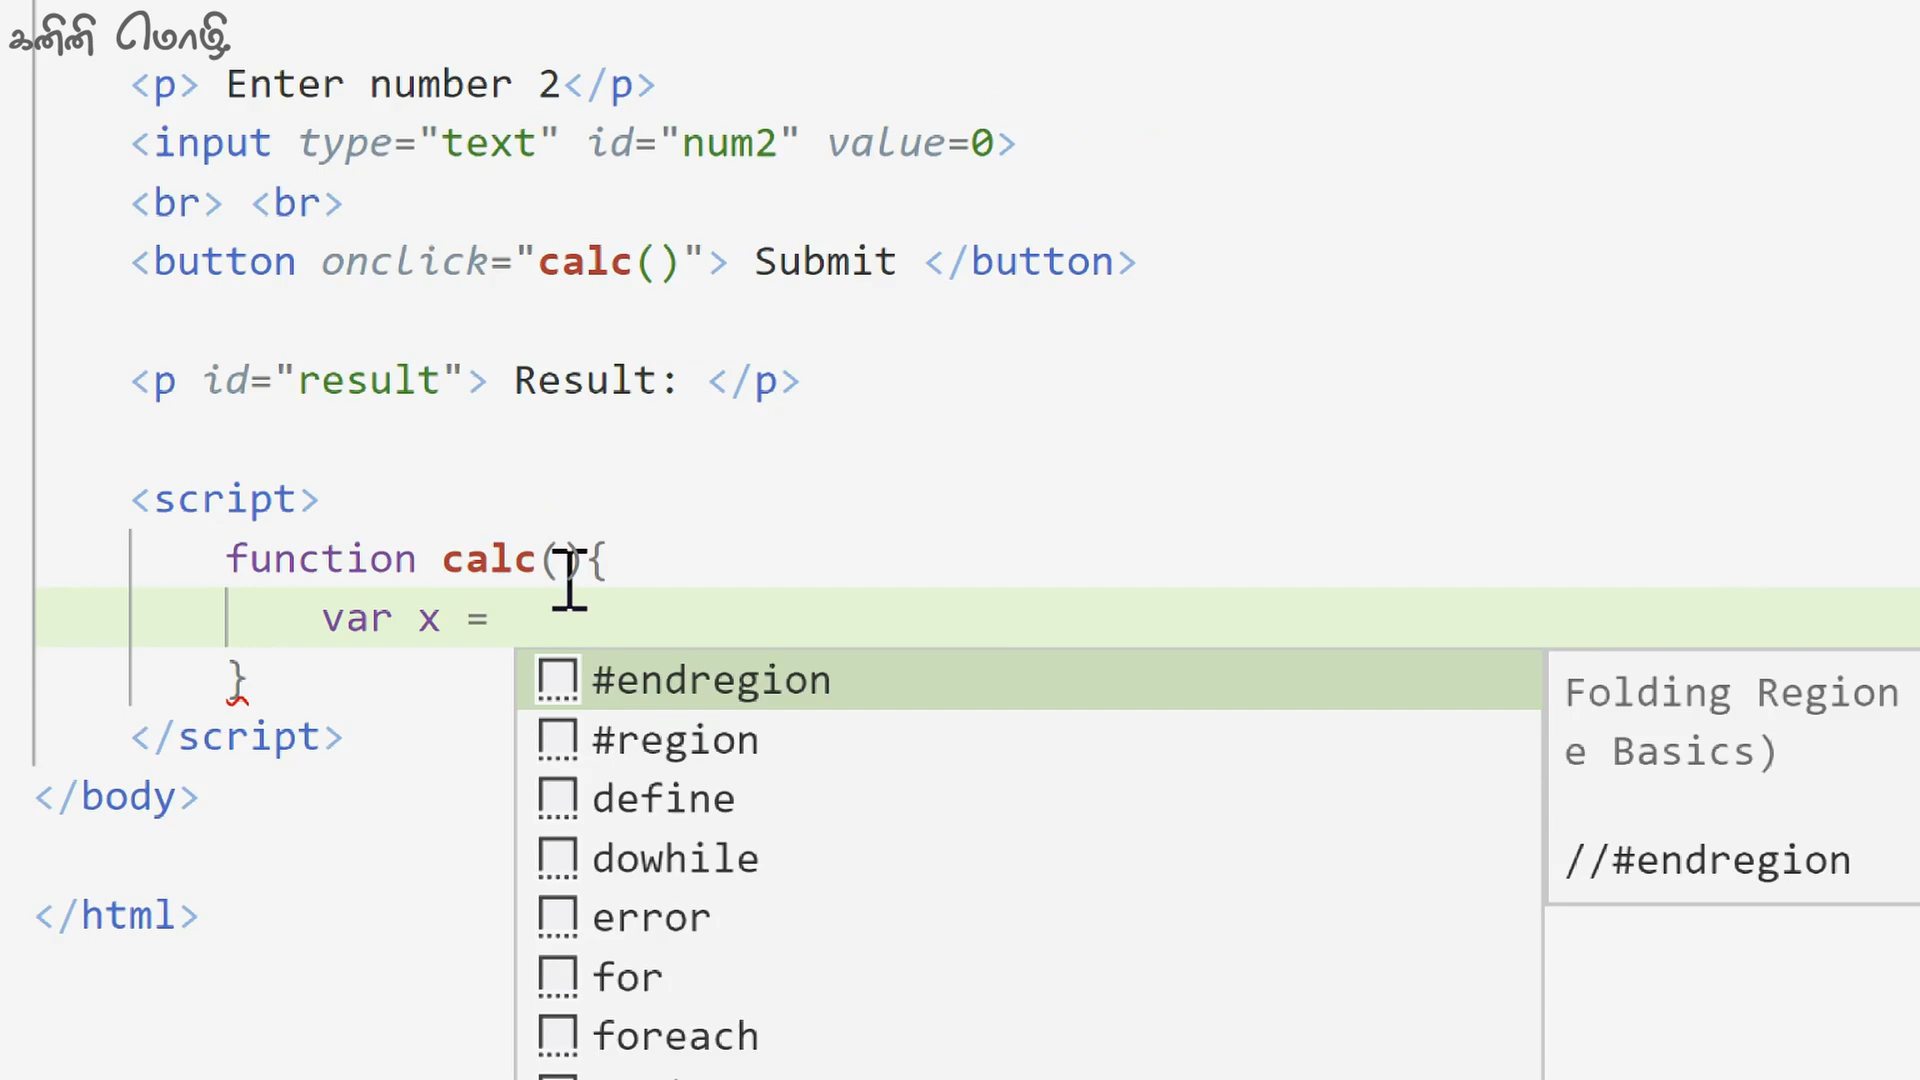 கனினி மொழி
<p> Enter number 2</p>
<input type="text" id="num2" value=0>
<br> <br>
<button onclick="calc()"> Submit </button>
<p id="result"> Result: </p>
<script>
function calc(){
var x =
}
</script>
</body>
</html>
#endregion
#region
define
dowhile
error
for
foreach
Folding Region
e Basics)
//#endregion